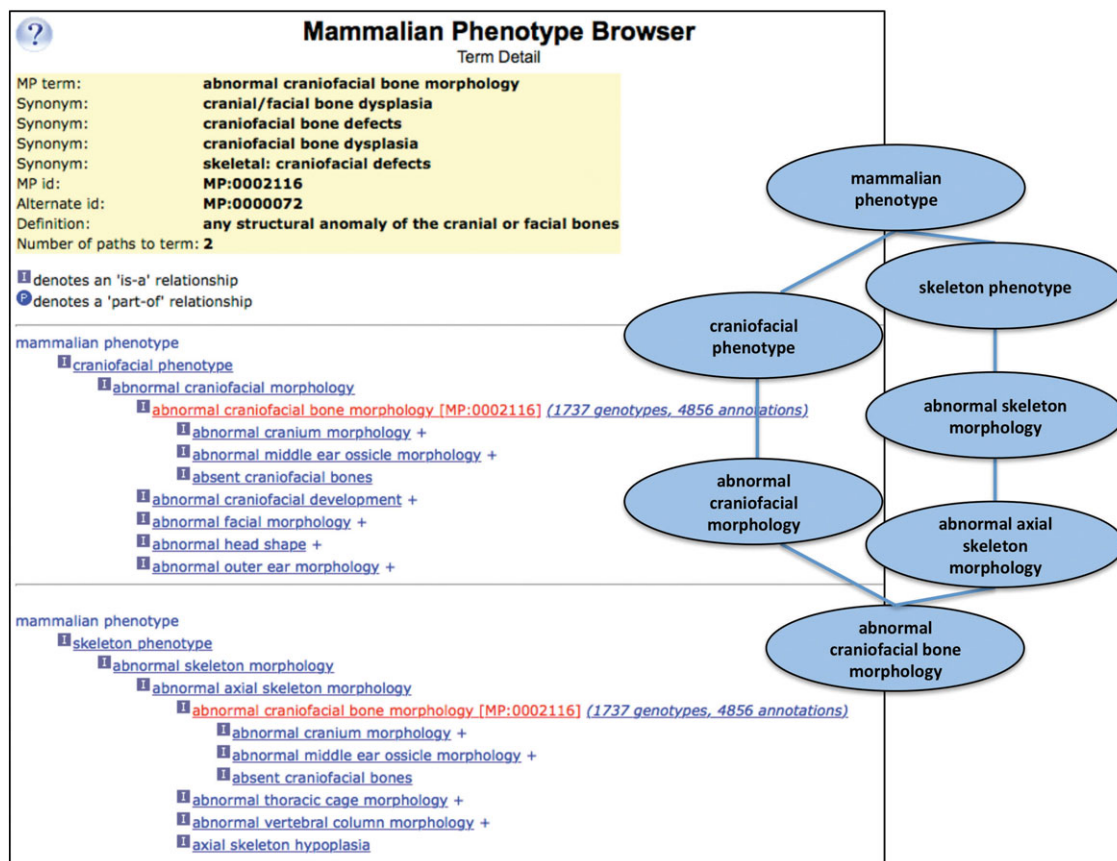 ?
Mammalian Phenotype Browser
Term Detail
MP term: abnormal craniofacial bone morphology
Synonym: cranial/facial bone dysplasia
Synonym: craniofacial bone defects
Synonym: craniofacial bone dysplasia
Synonym: skeletal: craniofacial defects
MP id: MP:0002116
Alternate id: MP:0000072
Definition: any structural anomaly of the cranial or facial bones
Number of paths to term: 2
I denotes an 'is-a' relationship
P denotes a 'part-of' relationship
mammalian phenotype
I craniofacial phenotype
I abnormal craniofacial morphology
I abnormal craniofacial bone morphology [MP:0002116] (1737 genotypes, 4856 annotations)
I abnormal cranium morphology +
I abnormal middle ear ossicle morphology +
I absent craniofacial bones
I abnormal craniofacial development +
I abnormal facial morphology +
I abnormal head shape +
I abnormal outer ear morphology +
mammalian phenotype
I skeleton phenotype
I abnormal skeleton morphology
I abnormal axial skeleton morphology
I abnormal craniofacial bone morphology [MP:0002116] (1737 genotypes, 4856 annotations)
I abnormal cranium morphology +
I abnormal middle ear ossicle morphology +
I absent craniofacial bones
I abnormal thoracic cage morphology +
I abnormal vertebral column morphology +
I axial skeleton hypoplasia
mammalian
phenotype
skeleton phenotype
craniofacial
phenotype
abnormal skeleton
morphology
abnormal
craniofacial
morphology
abnormal axial
skeleton
morphology
abnormal
craniofacial bone
morphology